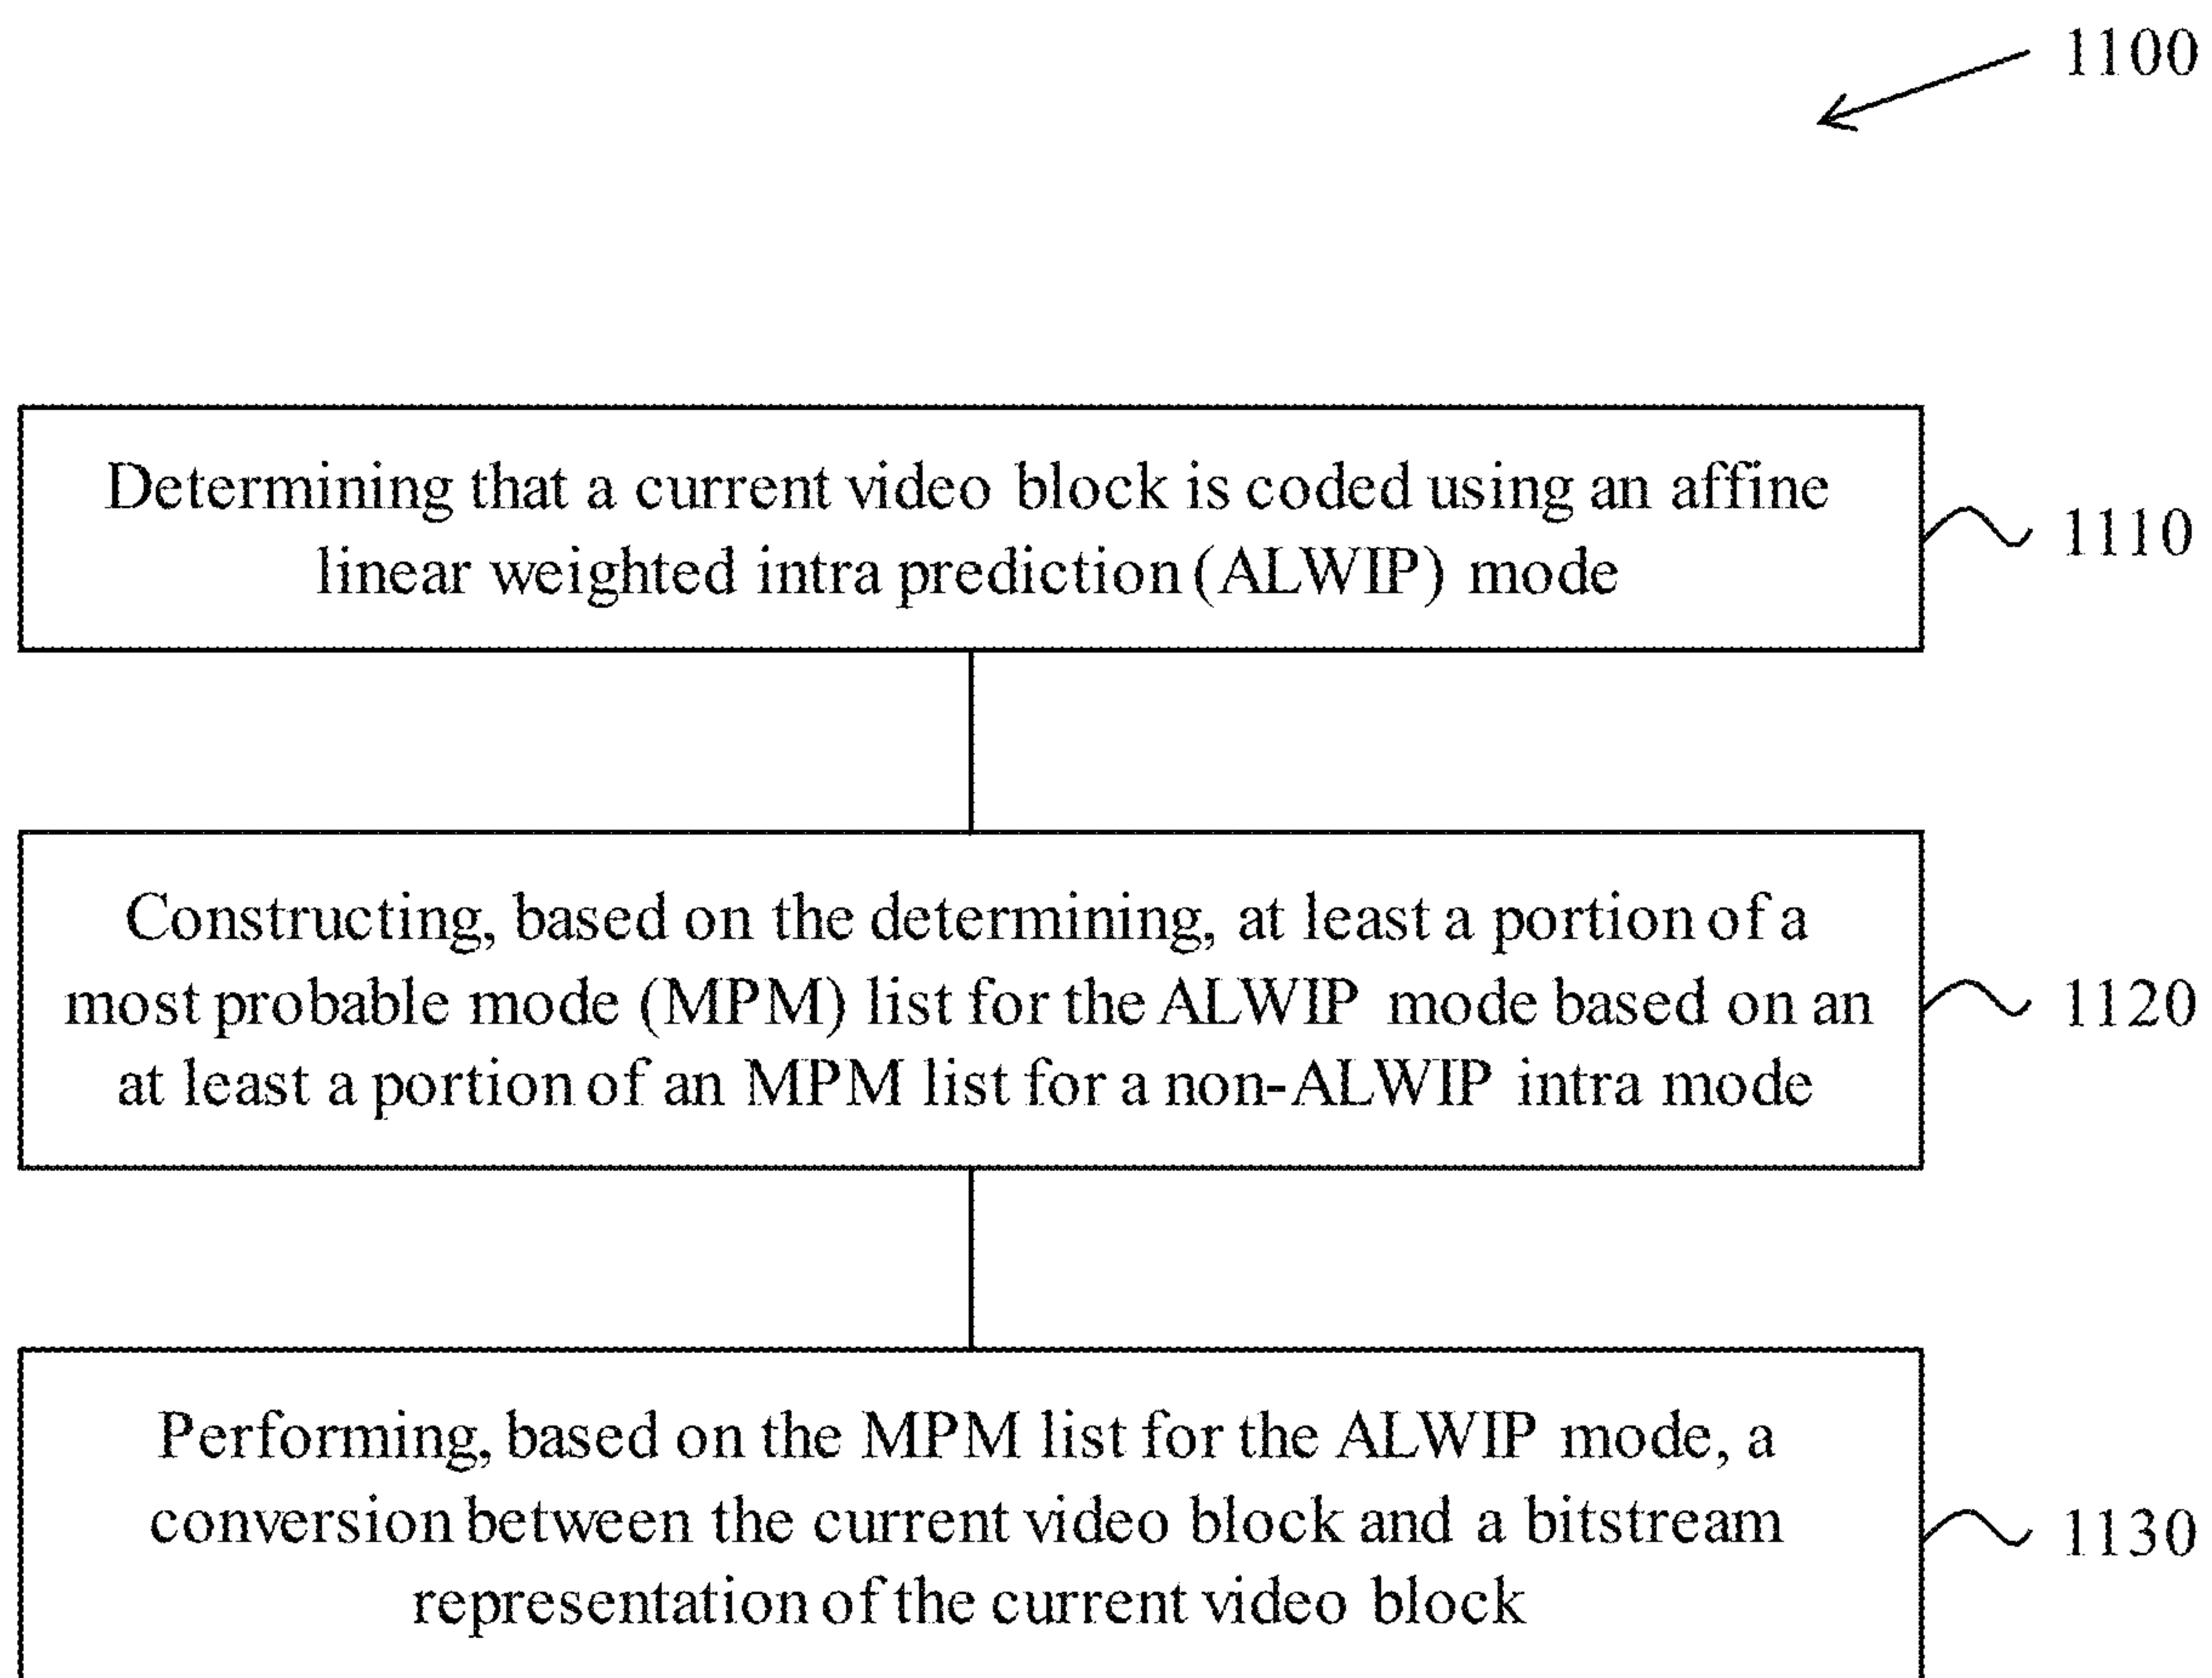 1100
Determining that a current video block is coded using an affine
linear weighted intra prediction (ALWIP) mode
1110
Constructing, based on the determining, at least a portion of a
most probable mode (MPM) list for the ALWIP mode based on an
at least a portion of an MPM list for a non-ALWIP intra mode
1120
Performing, based on the MPM list for the ALWIP mode, a
conversion between the current video block and a bitstream
representation of the current video block
1130